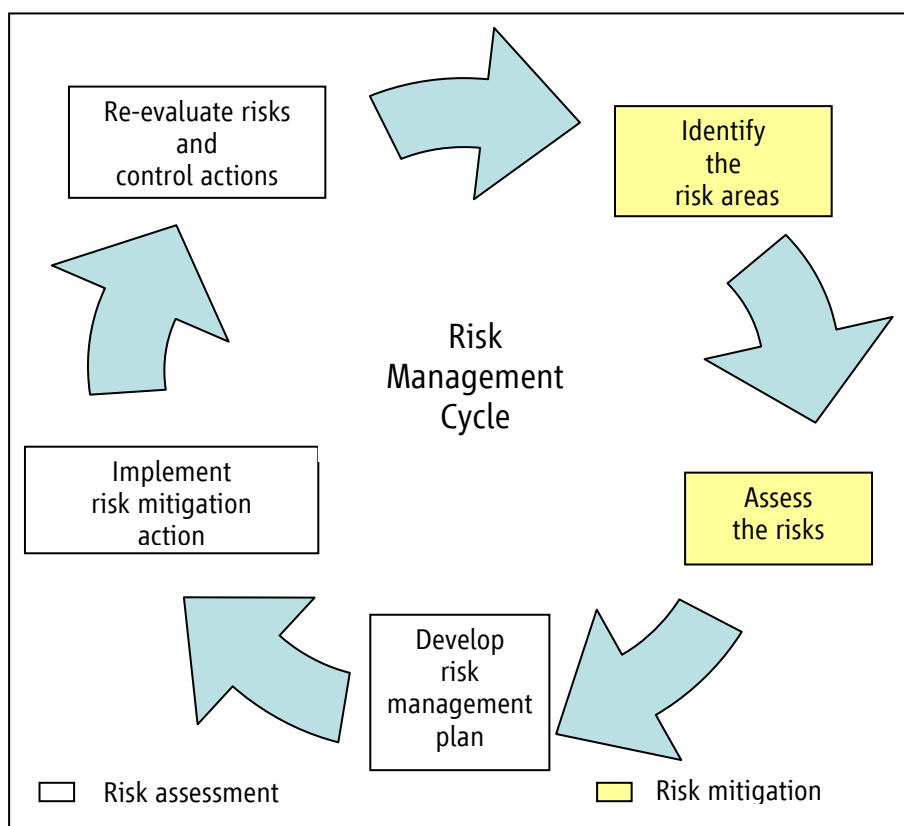 Re-evaluate risks
and
control actions
Identify
the
risk areas
Risk
Management
Cycle
Implement
risk mitigation
action
Assess
the risks
Develop
risk
management
plan
Risk assessment
Risk mitigation